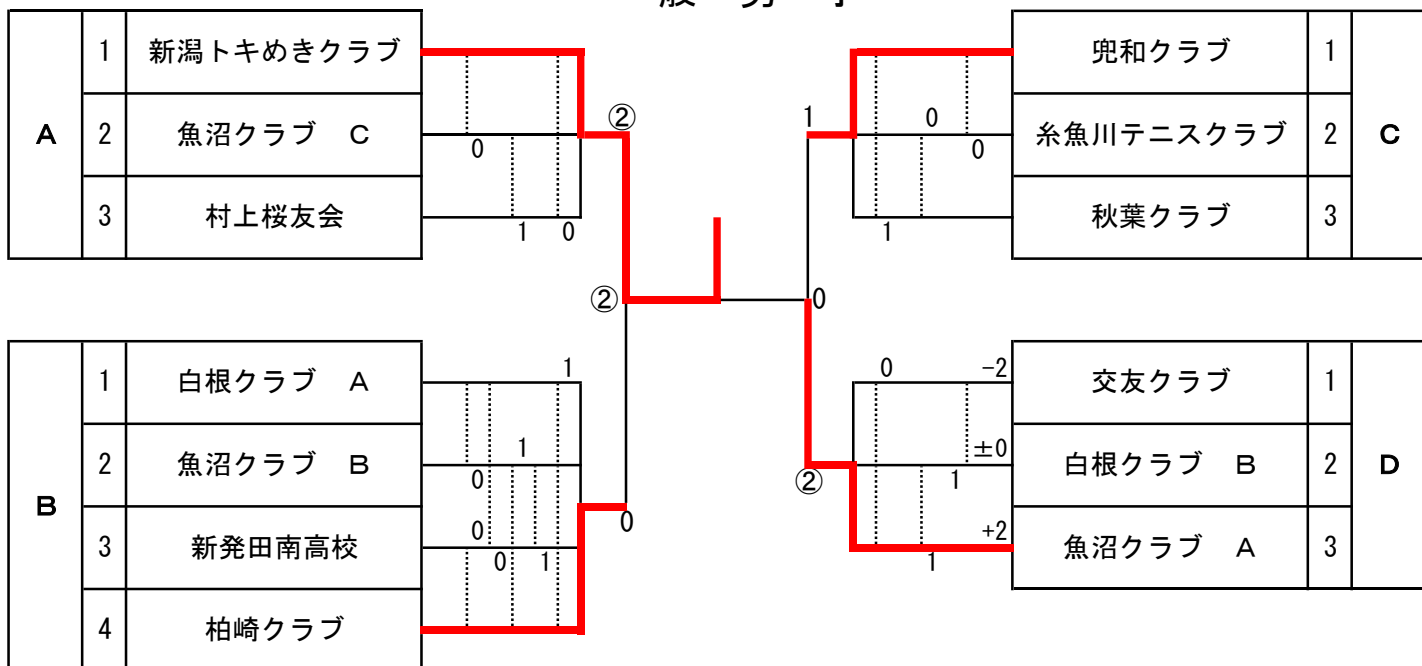 A
1 新潟トキめきクラブ
2 魚沼クラブ C
3 村上桜友会
0
1 0
②
②
B
1 白根クラブ A
2 魚沼クラブ B
3 新発田南高校
4 柏崎クラブ
1
1
0
0
0 1
0
兜和クラブ 1
糸魚川テニスクラブ 2
秋葉クラブ 3
C
1
0
0
1
0
交友クラブ 1
白根クラブ B 2
魚沼クラブ A 3
D
0 -2
±0
1
+2
1
②